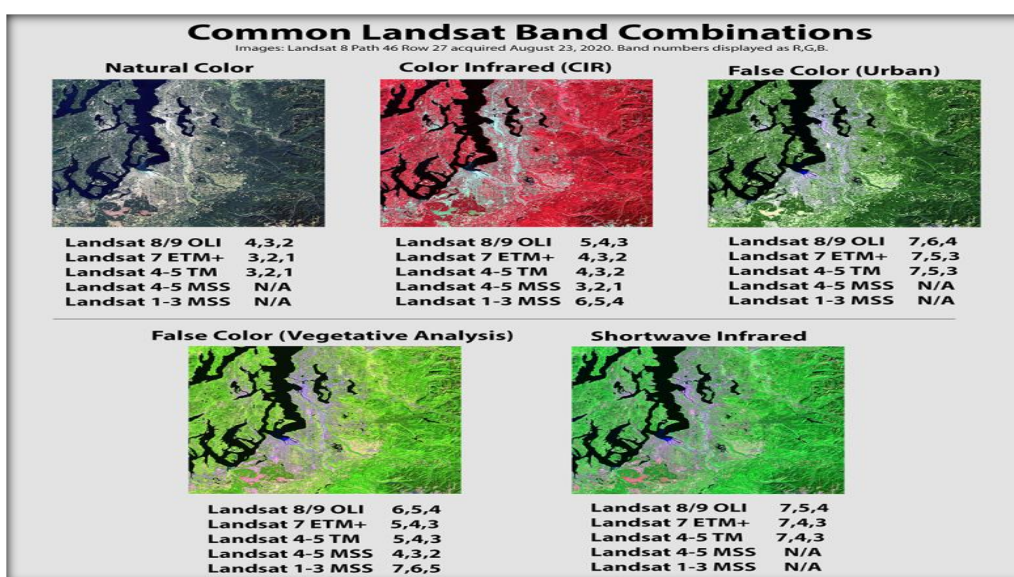 Common Landsat Band Combinations
Images: Landsat 8 Path 46 Row 27 acquired August 23, 2020. Band numbers displayed as R,G,B.
Natural Color
Landsat 8/9 OLI 4,3,2
Landsat 7 ETM+ 3,2,1
Landsat 4-5 TM 3,2,1
Landsat 4-5 MSS N/A
Landsat 1-3 MSS N/A
Color Infrared (CIR)
Landsat 8/9 OLI 5,4,3
Landsat 7 ETM+ 4,3,2
Landsat 4-5 TM 4,3,2
Landsat 4-5 MSS 3,2,1
Landsat 1-3 MSS 6,5,4
False Color (Urban)
Landsat 8/9 OLI 7,6,4
Landsat 7 ETM+ 7,5,3
Landsat 4-5 TM 7,5,3
Landsat 4-5 MSS N/A
Landsat 1-3 MSS N/A
False Color (Vegetative Analysis)
Landsat 8/9 OLI 6,5,4
Landsat 7 ETM+ 5,4,3
Landsat 4-5 TM 5,4,3
Landsat 4-5 MSS 4,3,2
Landsat 1-3 MSS 7,6,5
Shortwave Infrared
Landsat 8/9 OLI 7,5,4
Landsat 7 ETM+ 7,4,3
Landsat 4-5 TM 7,4,3
Landsat 4-5 MSS N/A
Landsat 1-3 MSS N/A